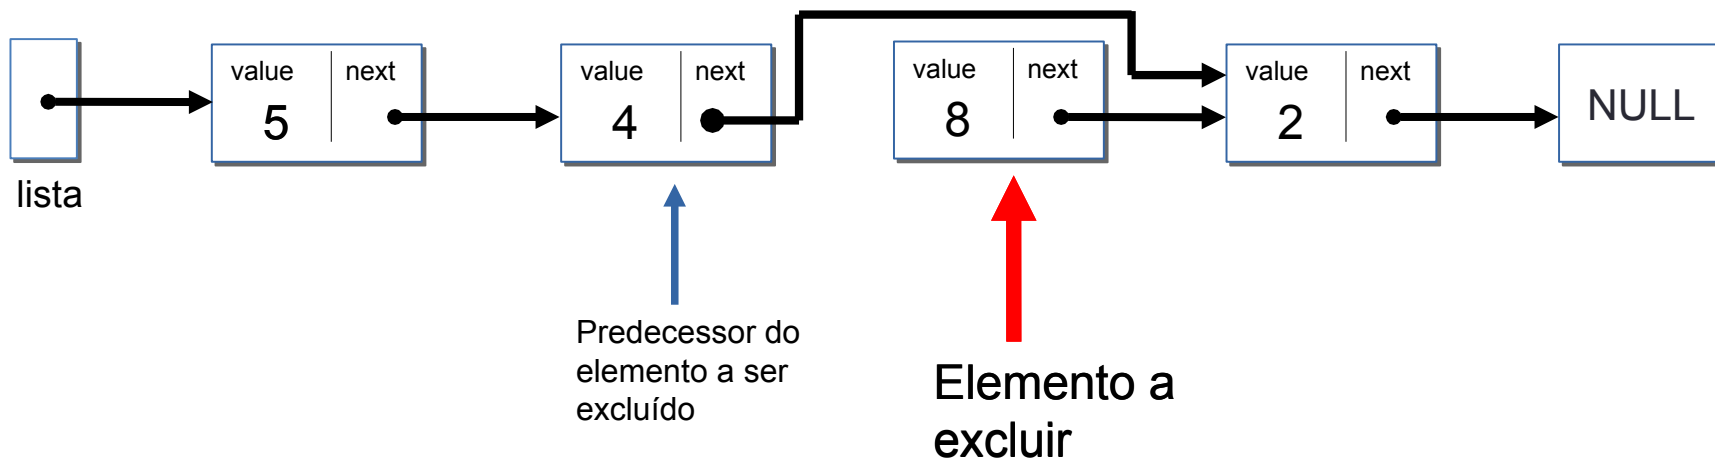 value next
5
value next
4
value next
8
value next
2
NULL
lista
Predecessor do
elemento a ser
excluído
Elemento a
excluir